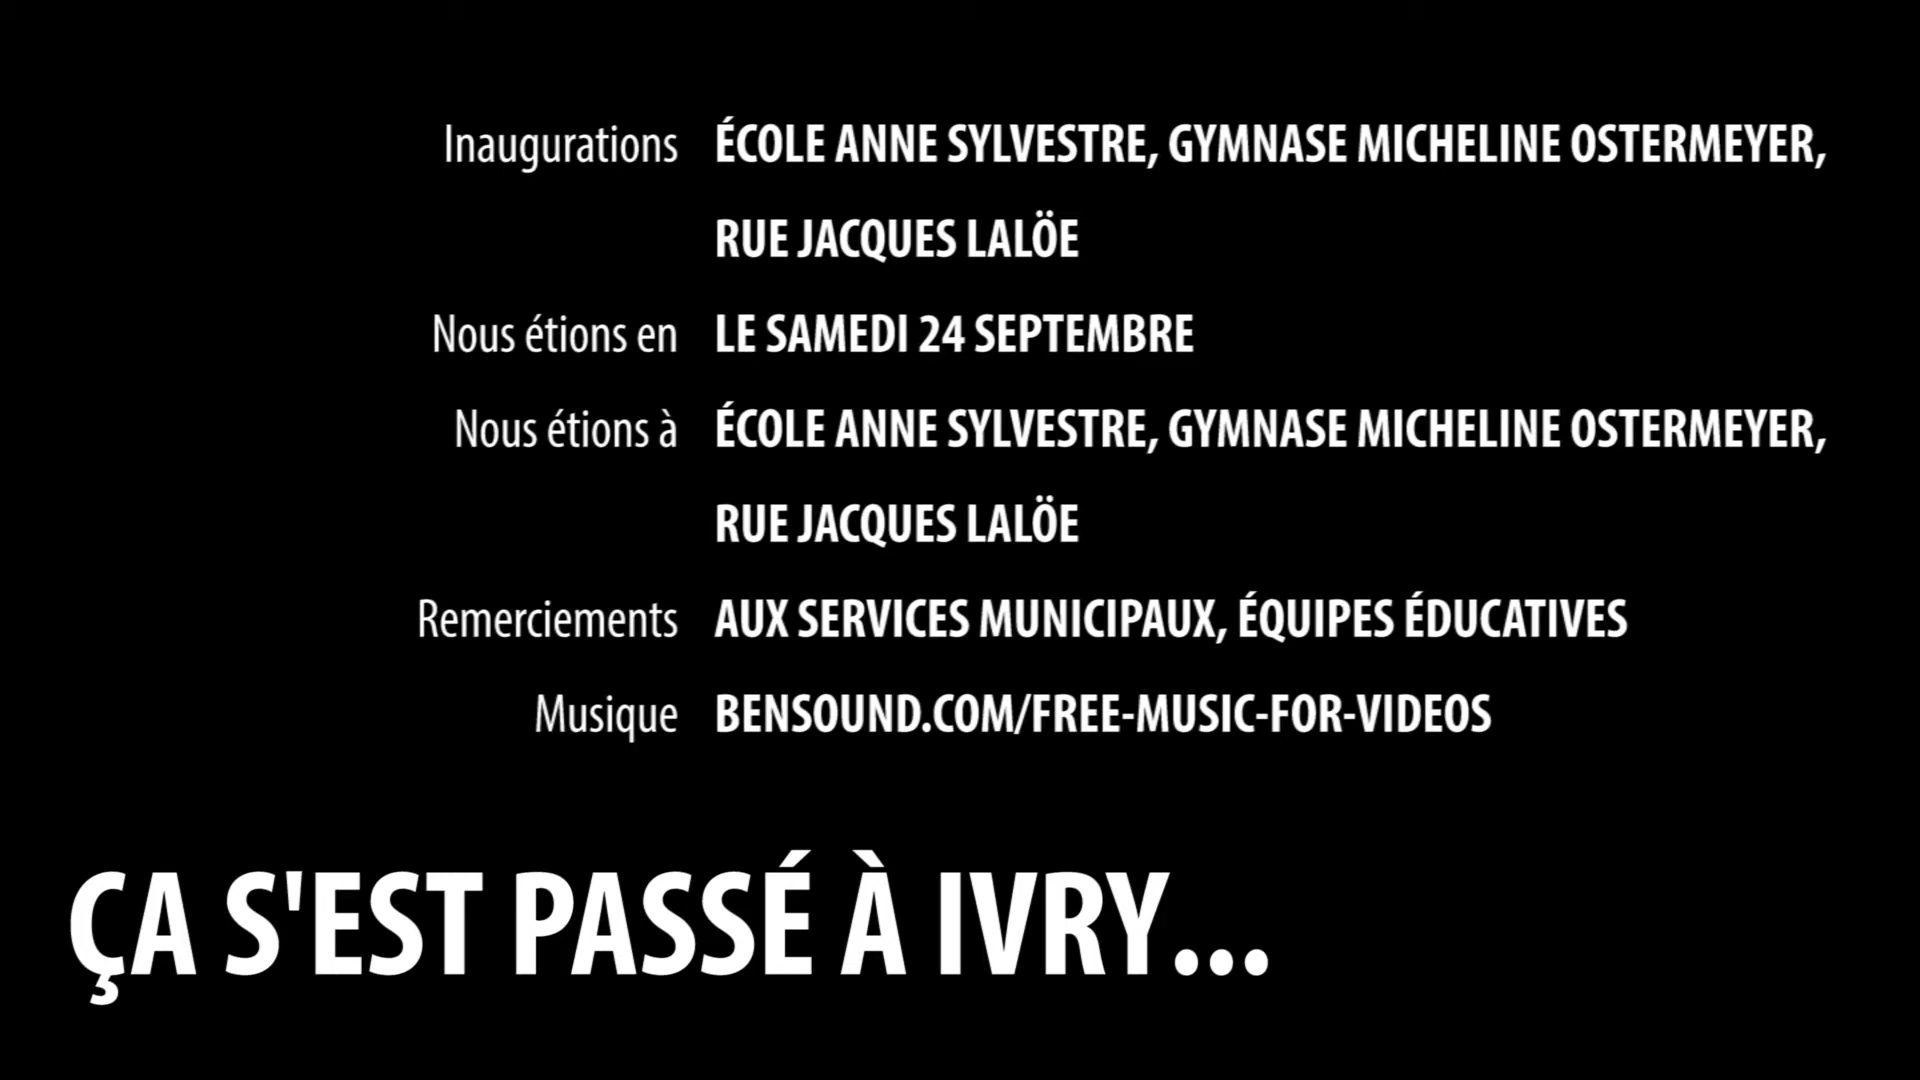 Inaugurations ÉCOLE ANNE SYLVESTRE, GYMNASE MICHELINE OSTERMEYER,
RUE JACQUES LALÖE
Nous étions en LE SAMEDI 24 SEPTEMBRE
Nous étions à ÉCOLE ANNE SYLVESTRE, GYMNASE MICHELINE OSTERMEYER,
RUE JACQUES LALÖE
Remerciements AUX SERVICES MUNICIPAUX, ÉQUIPES ÉDUCATIVES
Musique BENSOUND.COM/FREE-MUSIC-FOR-VIDEOS
ÇA S'EST PASSÉ À IVRY...